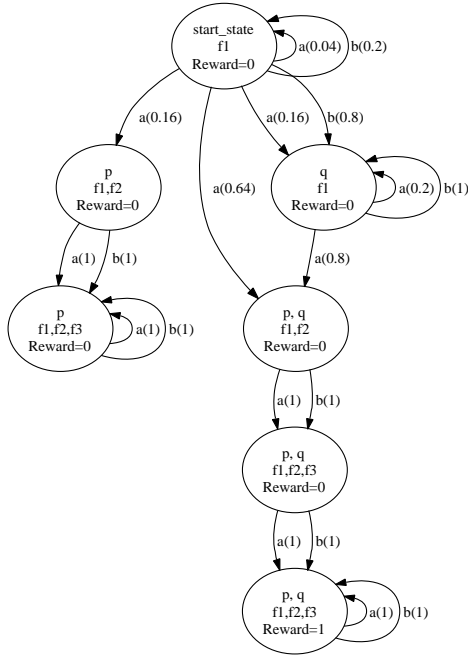 start_state
f1
Reward=0
a(0.04)
b(0.2)
a(0.16)
a(0.64)
a(0.16)
b(0.8)
p
f1,f2
Reward=0
q
f1
Reward=0
a(0.2)
b(1)
a(1)
b(1)
a(0.8)
p
f1,f2,f3
Reward=0
a(1)
b(1)
p, q
f1,f2
Reward=0
a(1)
b(1)
p, q
f1,f2,f3
Reward=0
a(1)
b(1)
p, q
f1,f2,f3
Reward=1
a(1)
b(1)